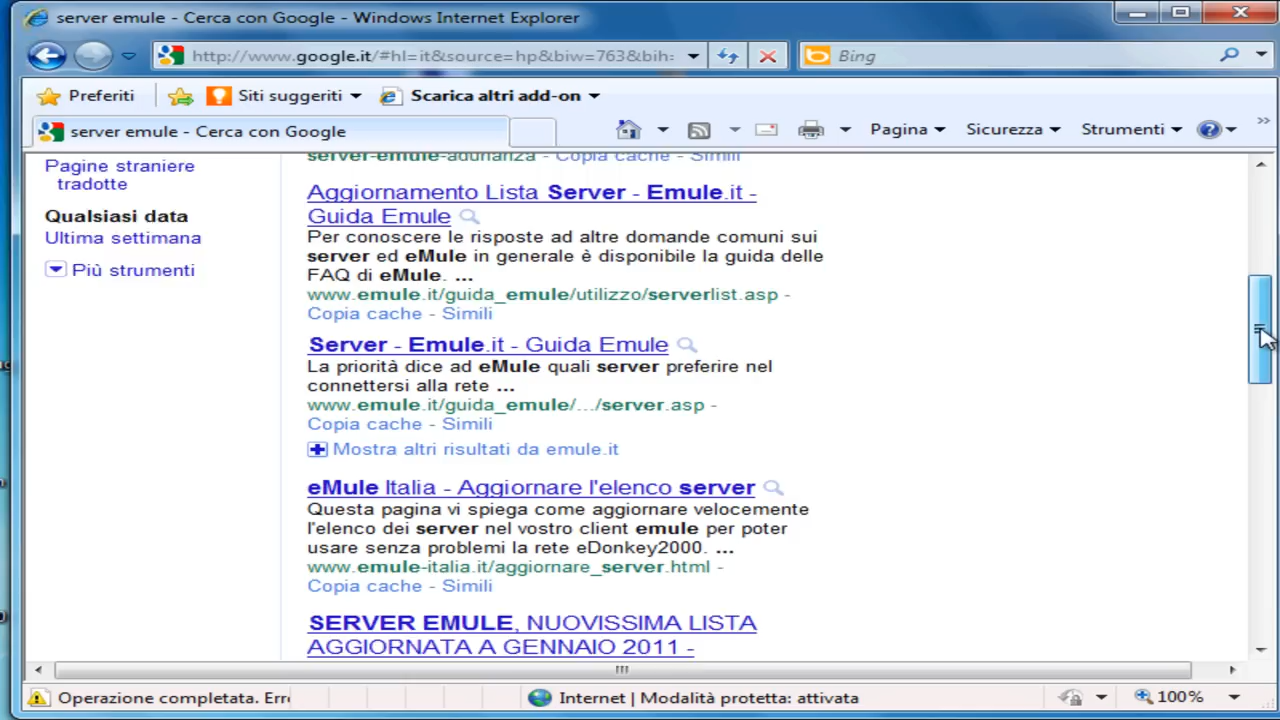 server emule - Cerca con Google - Windows Internet Explorer
http://www.google.it/#hl=it&source=hp&biw=763&bih:
Bing
Preferiti
Siti suggeriti
Scarica altri add-on
server emule - Cerca con Google
Pagina
Sicurezza
Strumenti
Pagine straniere
tradotte
Qualsiasi data
Ultima settimana
Più strumenti
server-emule-adunanza - Copia cache - Simili
Aggiornamento Lista Server - Emule.it -
Guida Emule
Per conoscere le risposte ad altre domande comuni sui
server ed eMule in generale è disponibile la guida delle
FAQ di eMule. ...
www.emule.it/guida_emule/utilizzo/serverlist.asp -
Copia cache - Simili
Server - Emule.it - Guida Emule
La priorità dice ad eMule quali server preferire nel
connettersi alla rete ...
www.emule.it/guida_emule/.../server.asp -
Copia cache - Simili
Mostra altri risultati da emule.it
eMule Italia - Aggiornare l'elenco server
Questa pagina vi spiega come aggiornare velocemente
l'elenco dei server nel vostro client emule per poter
usare senza problemi la rete eDonkey2000. ...
www.emule-italia.it/aggiornare_server.html -
Copia cache - Simili
SERVER EMULE, NUOVISSIMA LISTA
AGGIORNATA A GENNAIO 2011 -
Operazione completata. Erre
Internet | Modalità protetta: attivata
100%